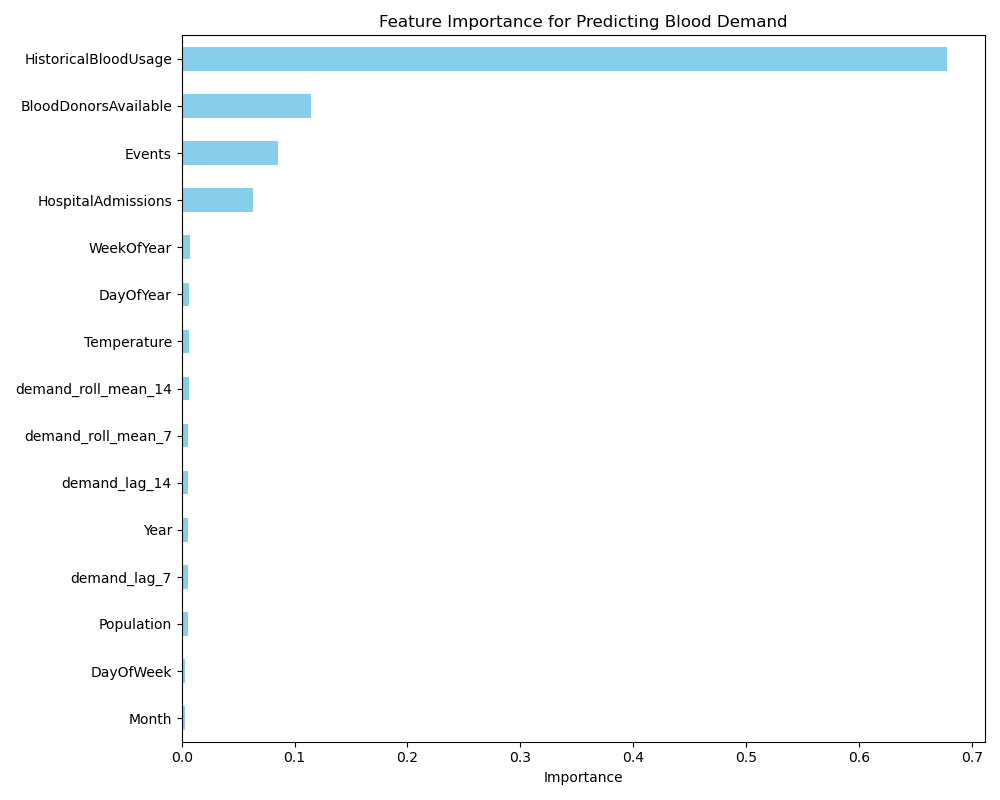 Feature Importance for Predicting Blood Demand
HistoricalBloodUsage
BloodDonorsAvailable
Events
HospitalAdmissions
WeekOfYear
DayOfYear
Temperature
demand_roll_mean_14
demand_roll_mean_7
demand_lag_14
Year
demand_lag_7
Population
DayOfWeek
Month
0.0 0.1 0.2 0.3 0.4 0.5 0.6 0.7
Importance